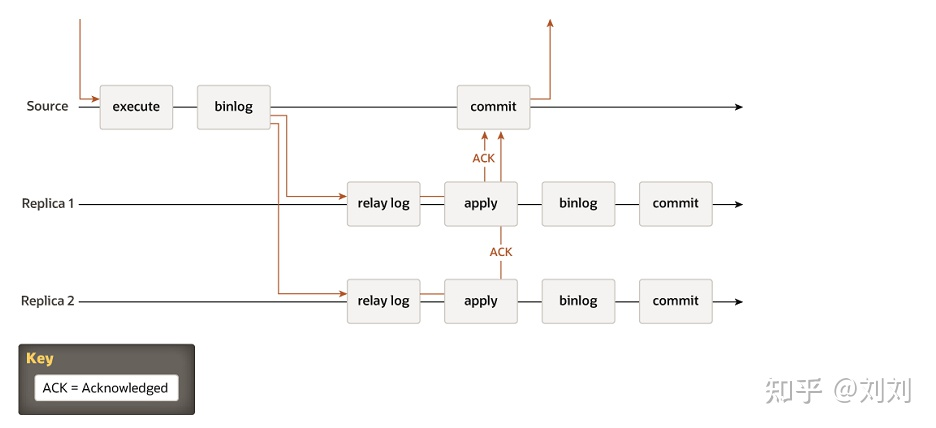 Source
execute
binlog
commit
ACK
Replica 1
relay log
apply
binlog
commit
ACK
Replica 2
relay log
apply
binlog
commit
Key
ACK = Acknowledged
知乎 @刘刘